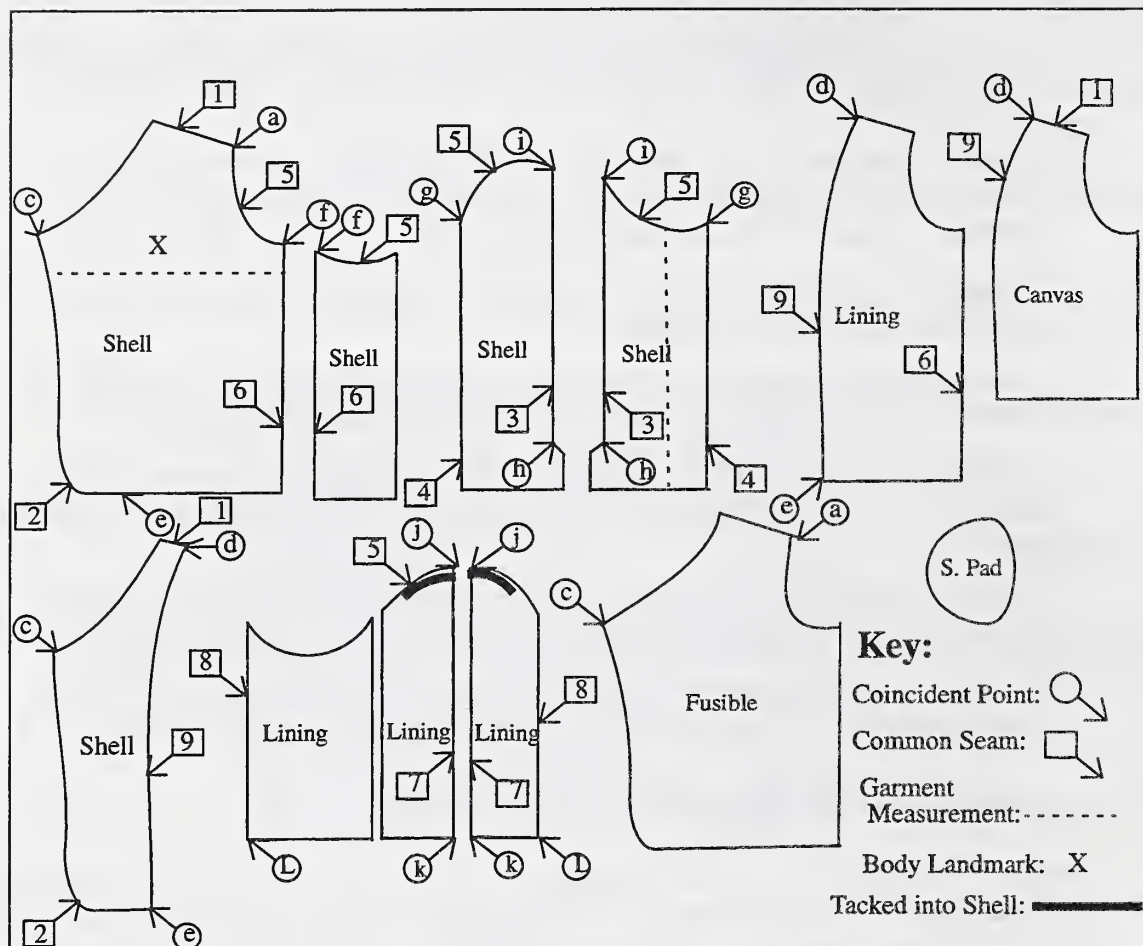 1
a
5
c
X
f
Shell
6
2
e
f
5
Shell
6
5
i
g
Shell
3
h
4
i
5
g
Shell
3
h
4
d
9
Lining
6
e
d
1
9
Canvas
1
d
c
Shell
9
2
e
8
Lining
L
5
j
Lining
7
k
j
8
Lining
7
k
L
a
c
Fusible
S. Pad
Key:
Coincident Point:
Common Seam:
Garment
Measurement:
Body Landmark: X
Tacked into Shell: